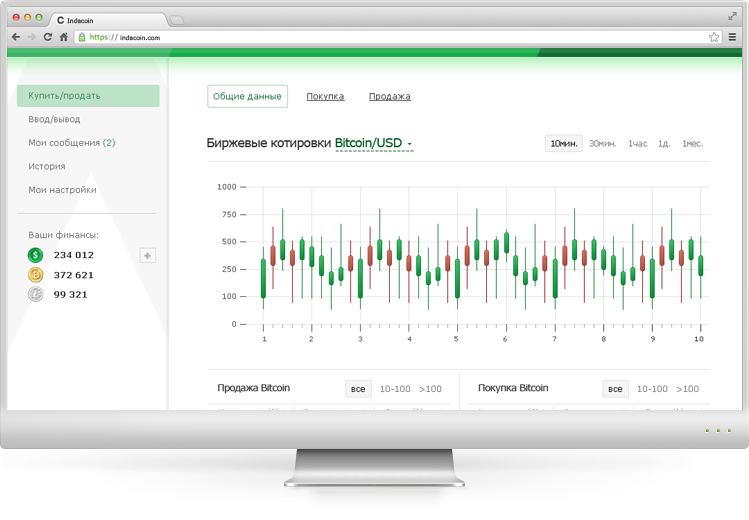 Indacoin
https:// indacoin.com
Купить/продать
Ввод/вывод
Мои сообщения (2)
История
Мои настройки
Ваши финансы:
$ 234 012
372 621
99 321
Общие данные Покупка Продажа
Биржевые котировки Bitcoin/USD
10мин. 30мин. 1час 1д. 1мес.
1000
750
500
250
100
0
1 2 3 4 5 6 7 8 9 10
Продажа Bitcoin все 10-100 >100
Покупка Bitcoin все 10-100 >100